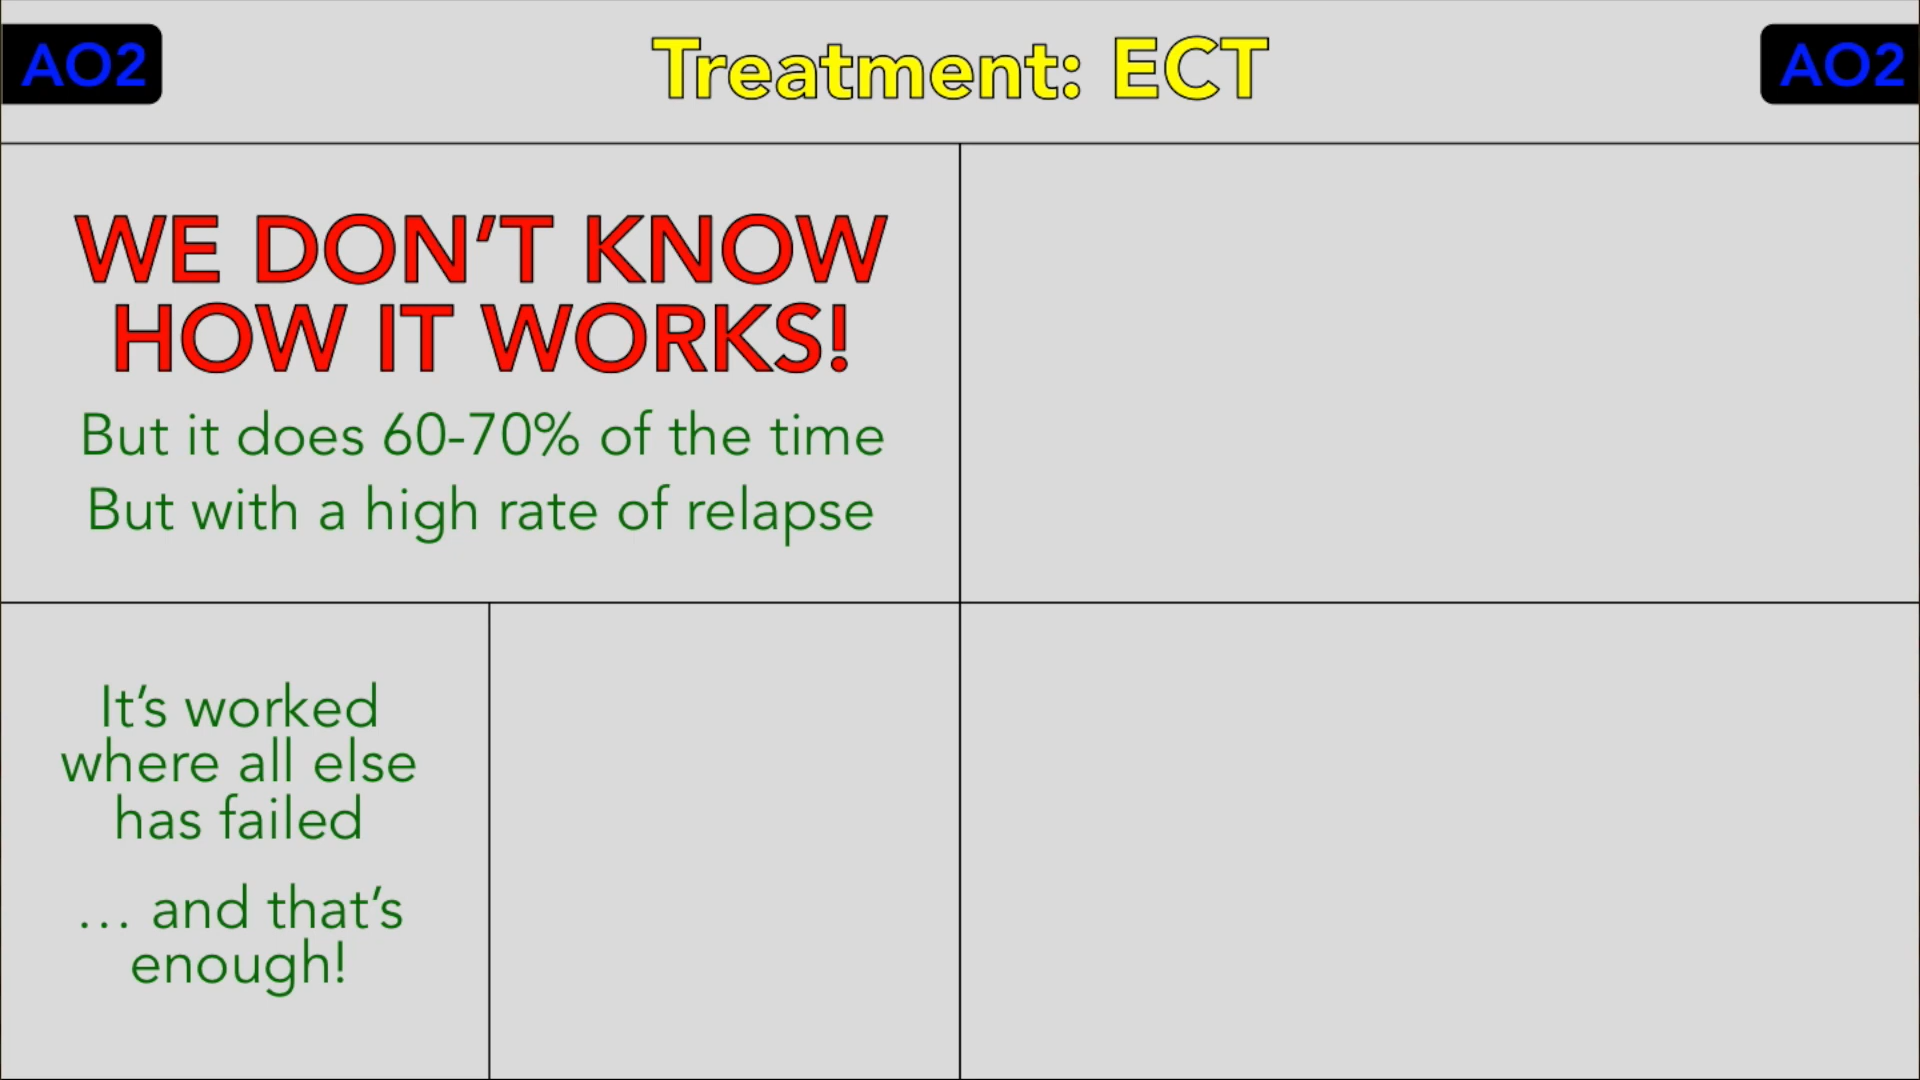 AO2
Treatment: ECT
AO2
WE DON’T KNOW
HOW IT WORKS!
But it does 60-70% of the time
But with a high rate of relapse
It’s worked
where all else
has failed
… and that’s
enough!